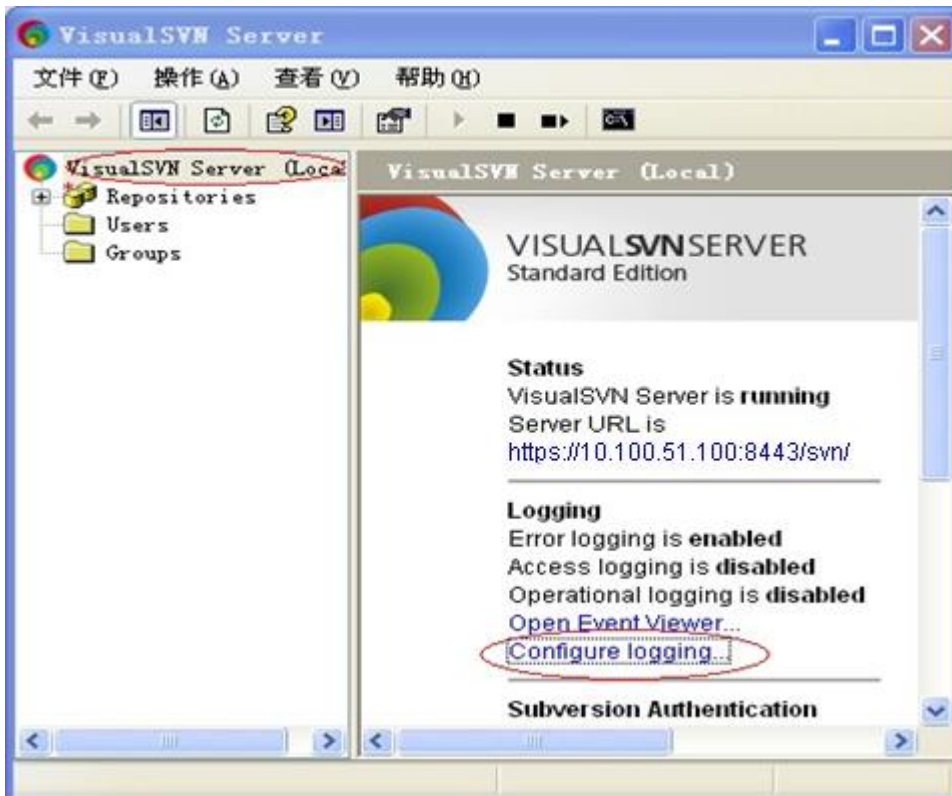 VisualSVN Server
文件(F) 操作(A) 查看(V) 帮助(H)
VisualSVN Server (Local
Repositories
Users
Groups
VisualSVN Server (Local)
VISUALSVNSERVER
Standard Edition
Status
VisualSVN Server is running
Server URL is
https://10.100.51.100:8443/svn/
Logging
Error logging is enabled
Access logging is disabled
Operational logging is disabled
Open Event Viewer...
Configure logging...
Subversion Authentication